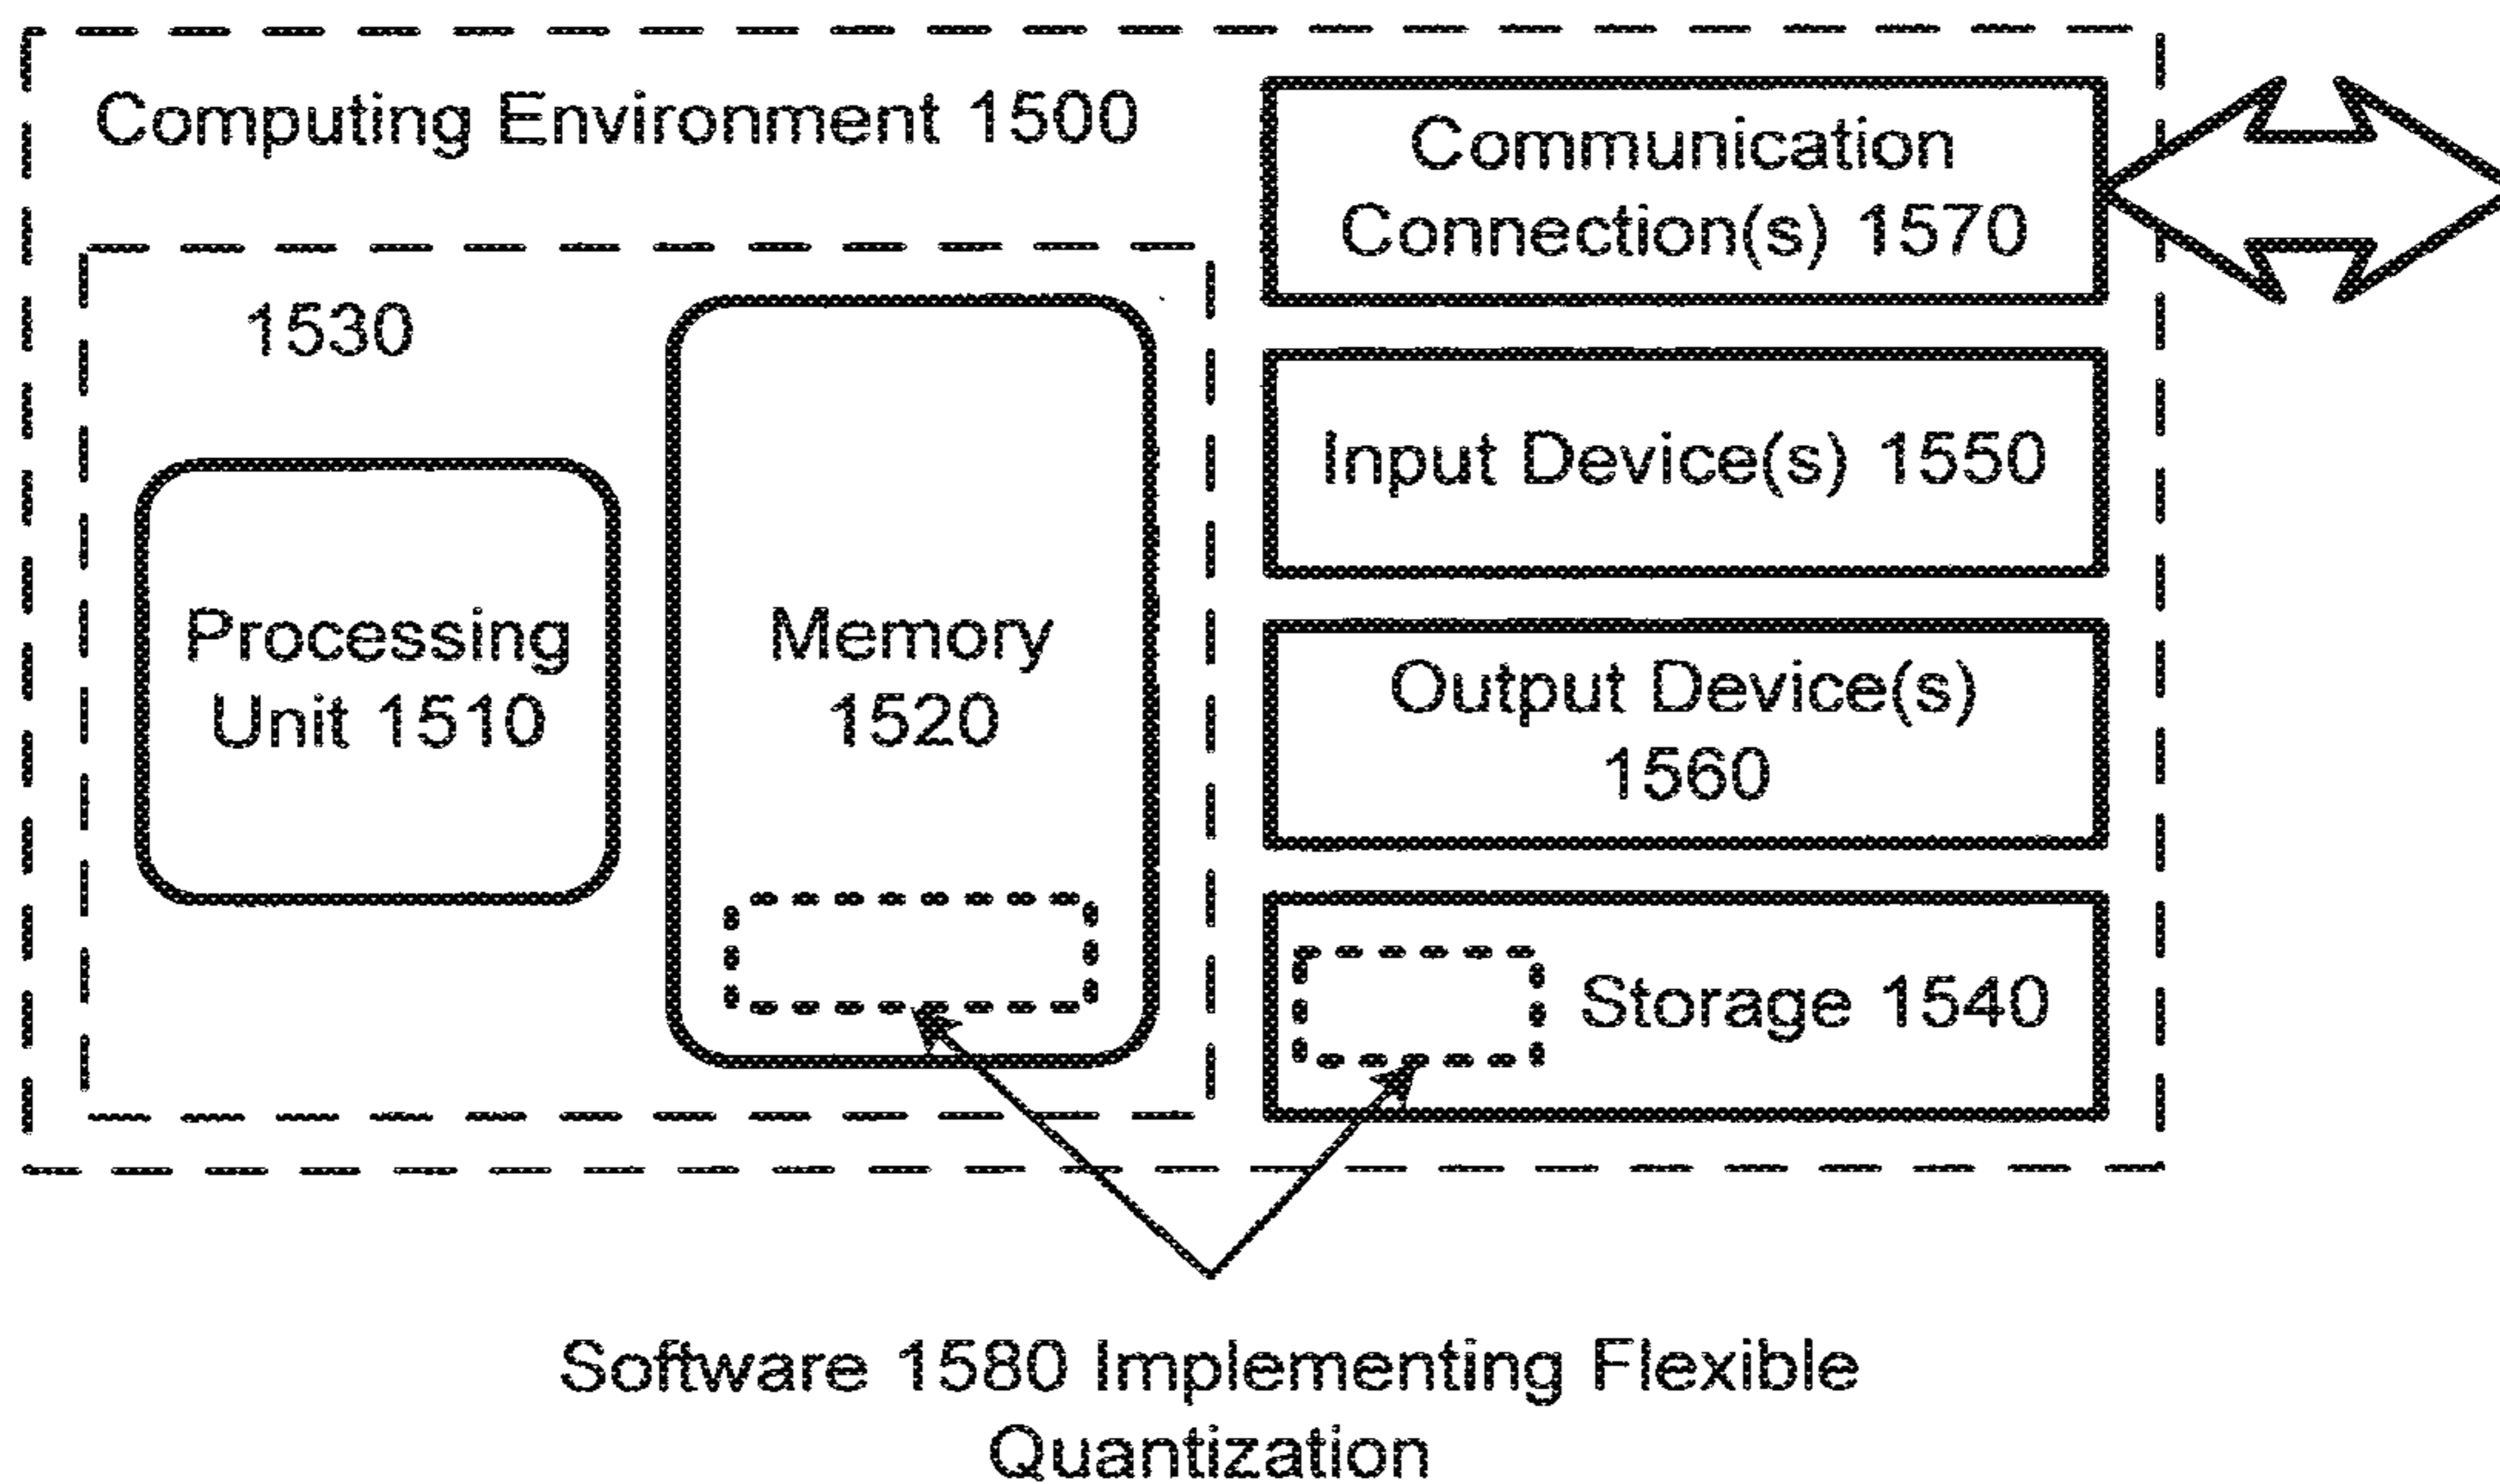 Computing Environment 1500
1530
Processing
Unit 1510
Memory
1520
Communication
Connection(s) 1570
Input Device(s) 1550
Output Device(s)
1560
Storage 1540
Software 1580 Implementing Flexible
Quantization